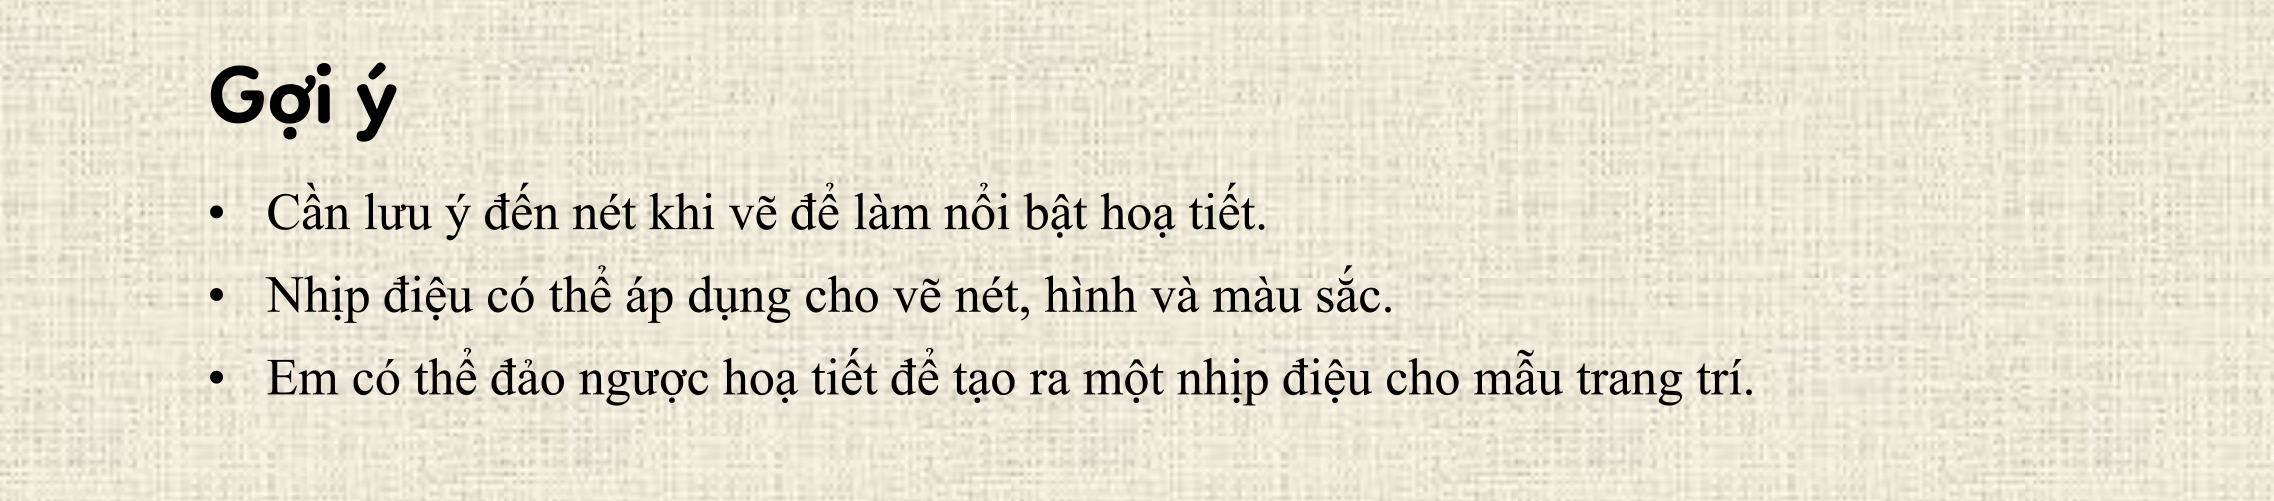 Gợi ý
• Cần lưu ý đến nét khi vẽ để làm nổi bật hoạ tiết.
• Nhịp điệu có thể áp dụng cho vẽ nét, hình và màu sắc.
• Em có thể đảo ngược hoạ tiết để tạo ra một nhịp điệu cho mẫu trang trí.